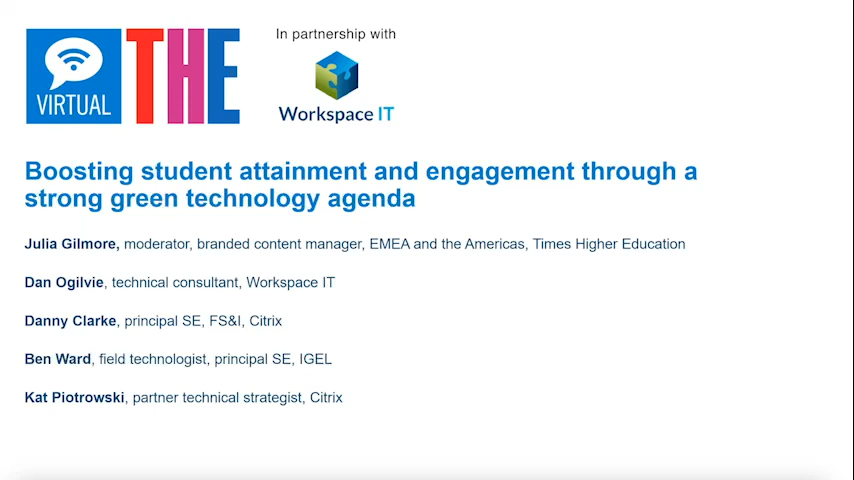 VIRTUAL
THE
In partnership with
Workspace IT
Boosting student attainment and engagement through a
strong green technology agenda
Julia Gilmore, moderator, branded content manager, EMEA and the Americas, Times Higher Education
Dan Ogilvie, technical consultant, Workspace IT
Danny Clarke, principal SE, FS&I, Citrix
Ben Ward, field technologist, principal SE, IGEL
Kat Piotrowski, partner technical strategist, Citrix